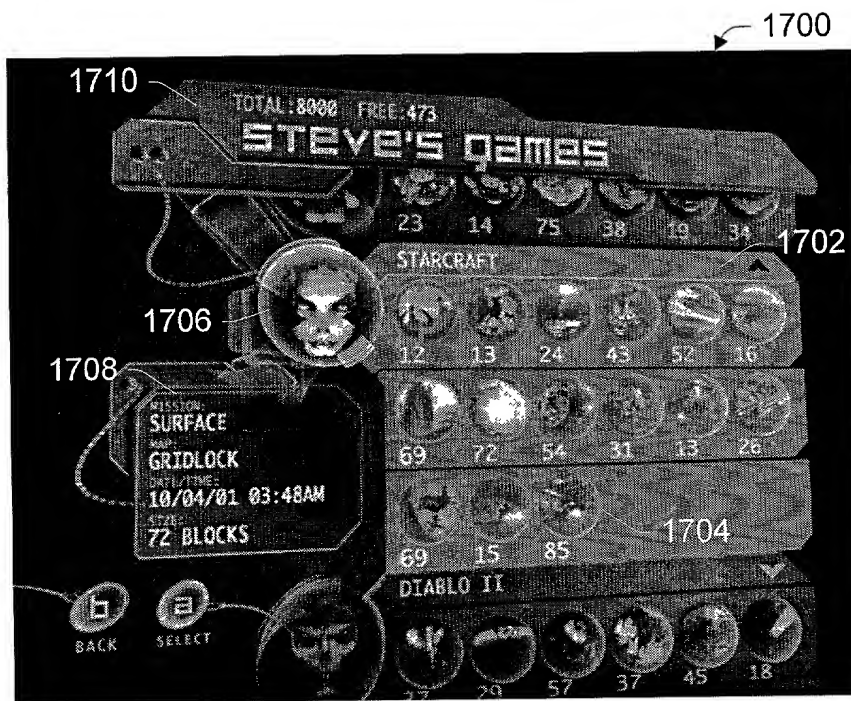 1700
1710
TOTAL:8000 FREE:473
STEVE'S games
23 14 75 38 19 34
1702
STARCRAFT
1706
12 13 24 43 52 16
1708
MISSION:
SURFACE
MAP:
GRIDLOCK
DATE/TIME:
10/04/01 03:48AM
SIZE:
72 BLOCKS
69 72 54 31 13 26
1704
69 15 85
DIABLO II
b
BACK
a
SELECT
29 57 37 45 18